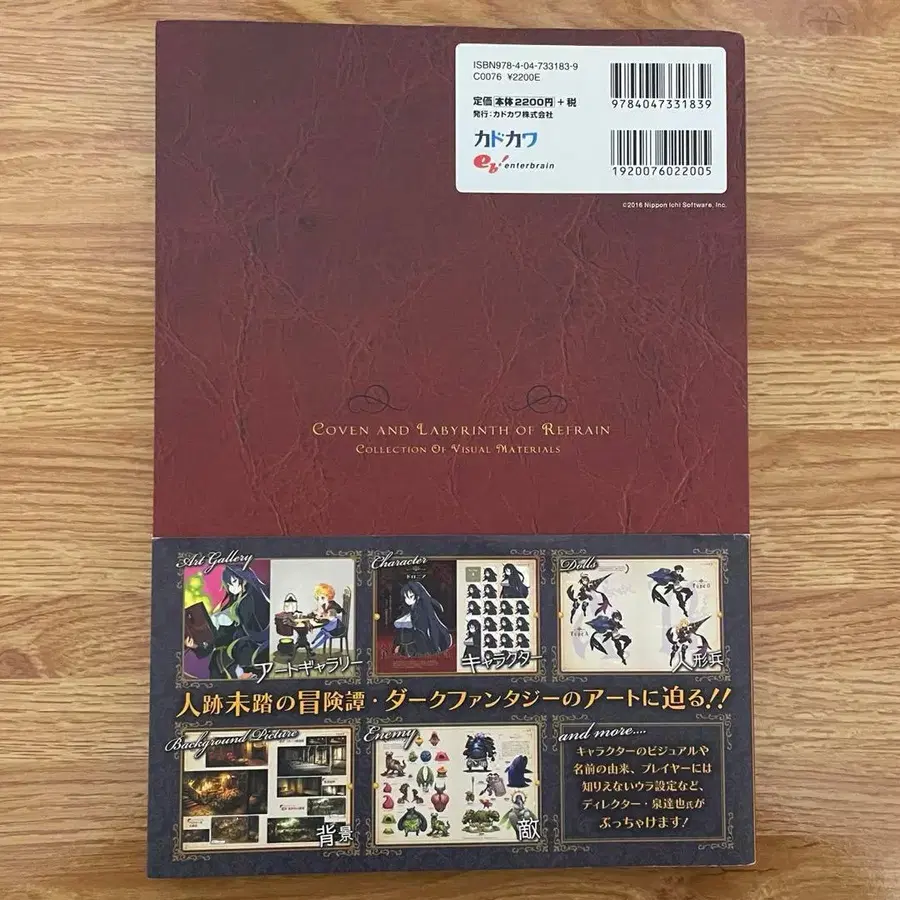 ISBN978-4-04-733183-9
C0076 ¥2200E
9784047331839
定価 本体2200円 +税
発行:カドカワ株式会社
カドカワ
eb! enterbrain
1920076022005
©2016 Nippon Ichi Software, Inc.
COVEN AND LABYRINTH OF REFRAIN
COLLECTION OF VISUAL MATERIALS
Art Gallery
アートギャラリー
Character
ドロニア
キャラクター
Dolls
Type A
人形兵
人跡未踏の冒険譚・ダークファンタジーのアートに迫る!!
Background Picture
背景
Enemy
敵
and more....
キャラクターのビジュアルや
名前の由来、プレイヤーには
知りえないウラ設定など、
ディレクター・泉達也氏が
ぶっちゃけます!